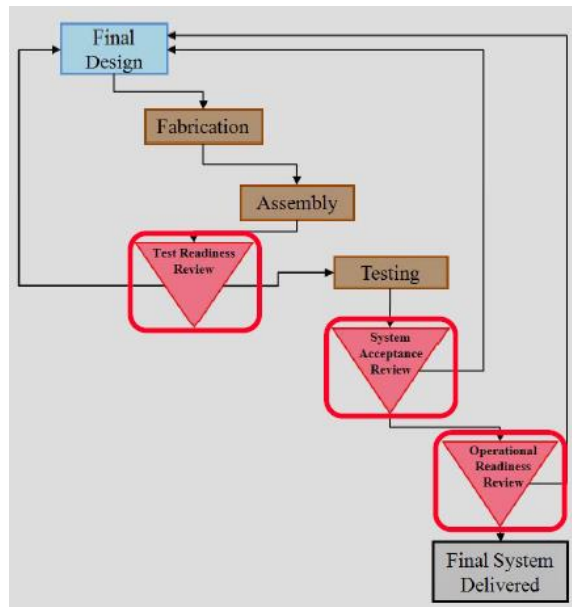 Final
Design
Fabrication
Assembly
Test Readiness
Review
Testing
System
Acceptance
Review
Operational
Readiness
Review
Final System
Delivered